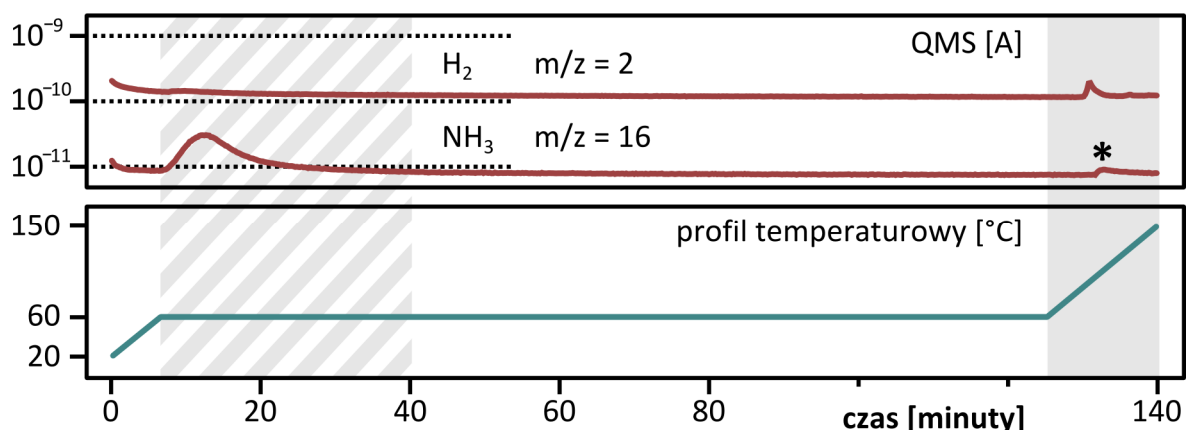 10⁻⁹
QMS [A]
H₂ m/z = 2
10⁻¹⁰
NH₃ m/z = 16
10⁻¹¹
*
150
profil temperaturowy [°C]
60
20
0 20 40 60 80 czas [minuty] 140